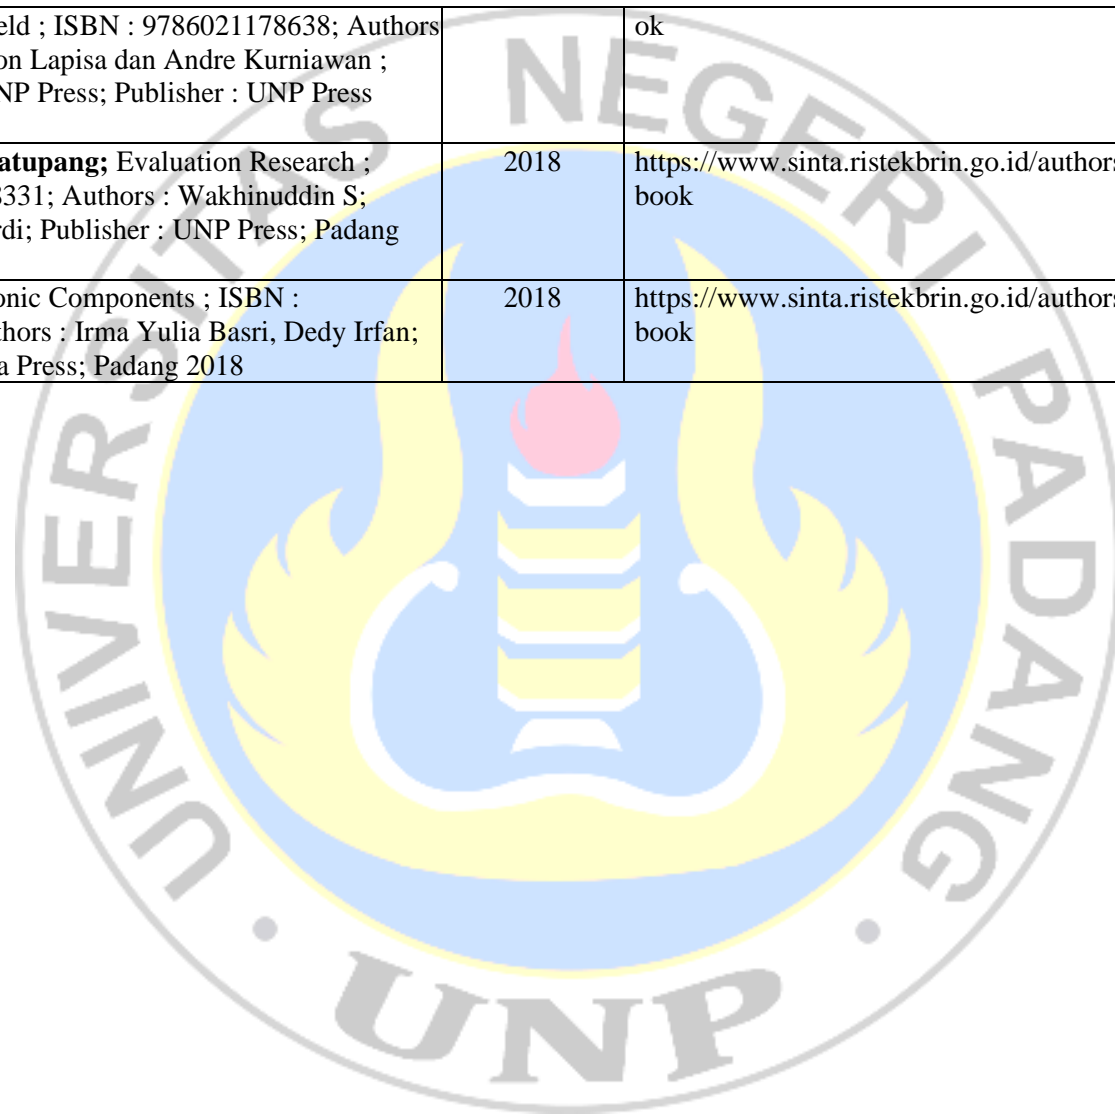 eld ; ISBN : 9786021178638; Authors
on Lapisa dan Andre Kurniawan ;
NP Press; Publisher : UNP Press
ok
atupang; Evaluation Research ;
8331; Authors : Wakhinuddin S;
rdi; Publisher : UNP Press; Padang
2018
https://www.sinta.ristekbrin.go.id/authors
book
onic Components ; ISBN :
thors : Irma Yulia Basri, Dedy Irfan;
a Press; Padang 2018
2018
https://www.sinta.ristekbrin.go.id/authors
book
UNIVERSITAS NEGERI PADANG
UNP